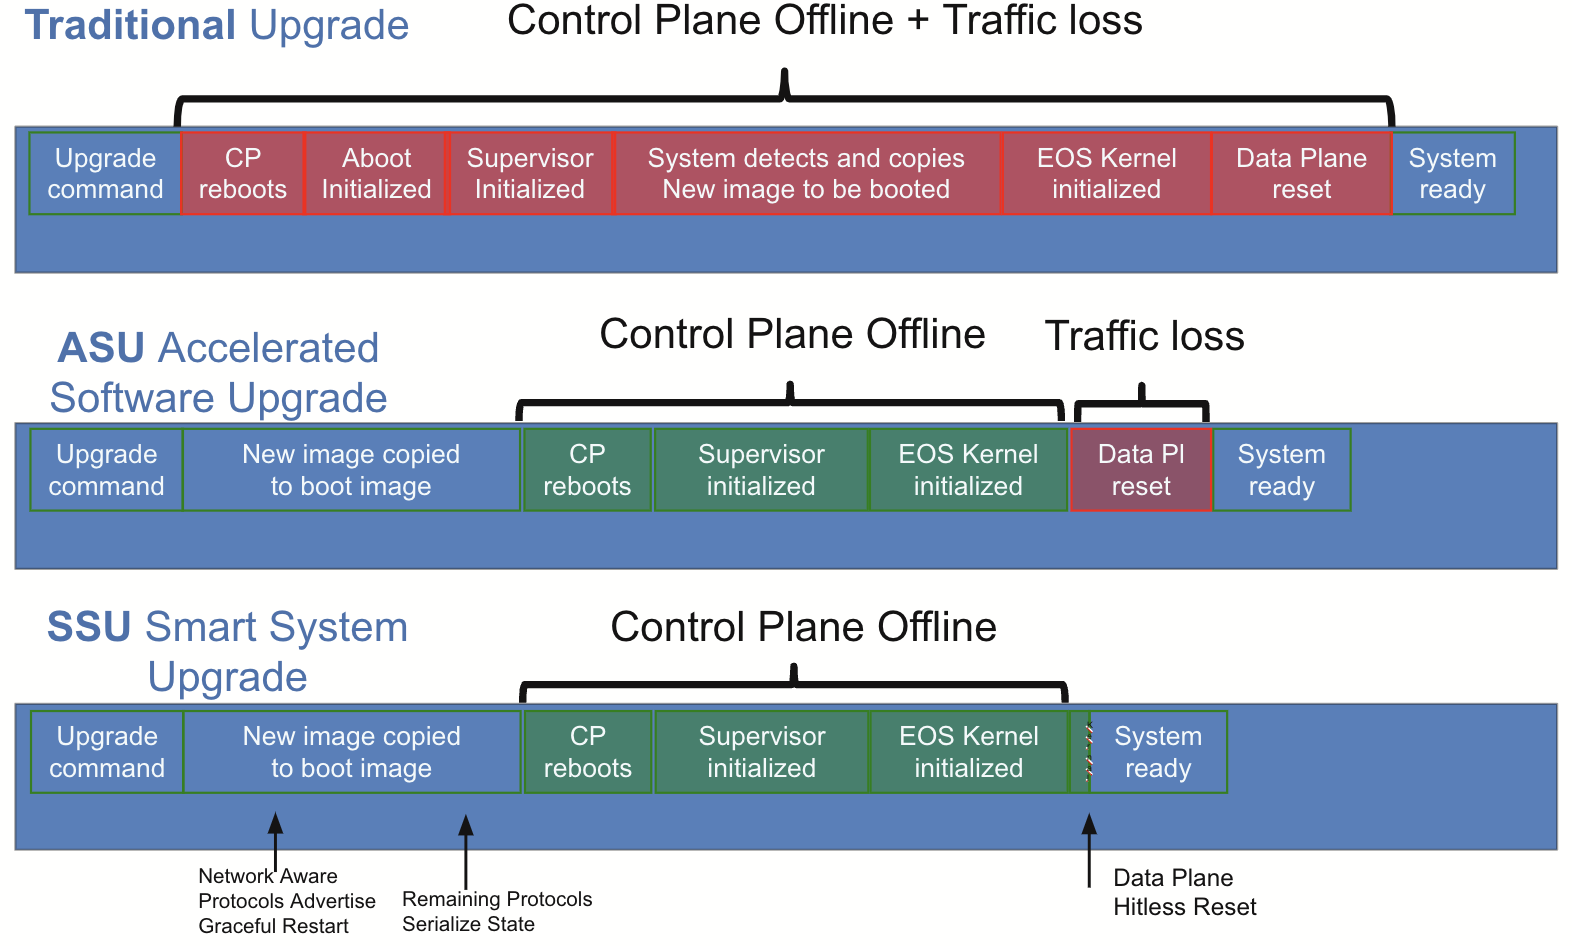 Traditional Upgrade
Control Plane Offline + Traffic loss
Upgrade
command
CP
reboots
Aboot
Initialized
Supervisor
Initialized
System detects and copies
New image to be booted
EOS Kernel
initialized
Data Plane
reset
System
ready
ASU Accelerated
Software Upgrade
Control Plane Offline
Traffic loss
Upgrade
command
New image copied
to boot image
CP
reboots
Supervisor
initialized
EOS Kernel
initialized
Data Pl
reset
System
ready
SSU Smart System
Upgrade
Control Plane Offline
Upgrade
command
New image copied
to boot image
CP
reboots
Supervisor
initialized
EOS Kernel
initialized
System
ready
Network Aware
Protocols Advertise
Graceful Restart
Remaining Protocols
Serialize State
Data Plane
Hitless Reset